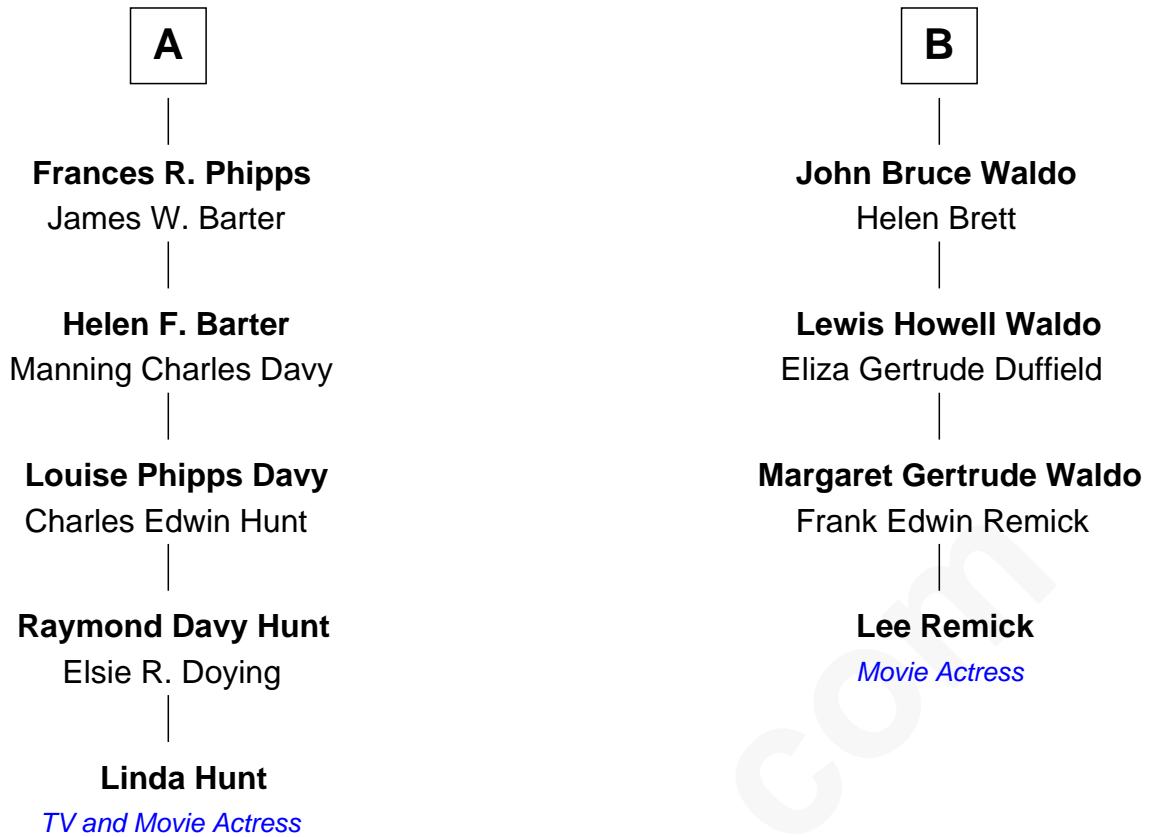 A
Frances R. Phipps
James W. Barter
Helen F. Barter
Manning Charles Davy
Louise Phipps Davy
Charles Edwin Hunt
Raymond Davy Hunt
Elsie R. Doying
Linda Hunt
TV and Movie Actress
B
John Bruce Waldo
Helen Brett
Lewis Howell Waldo
Eliza Gertrude Duffield
Margaret Gertrude Waldo
Frank Edwin Remick
Lee Remick
Movie Actress
com